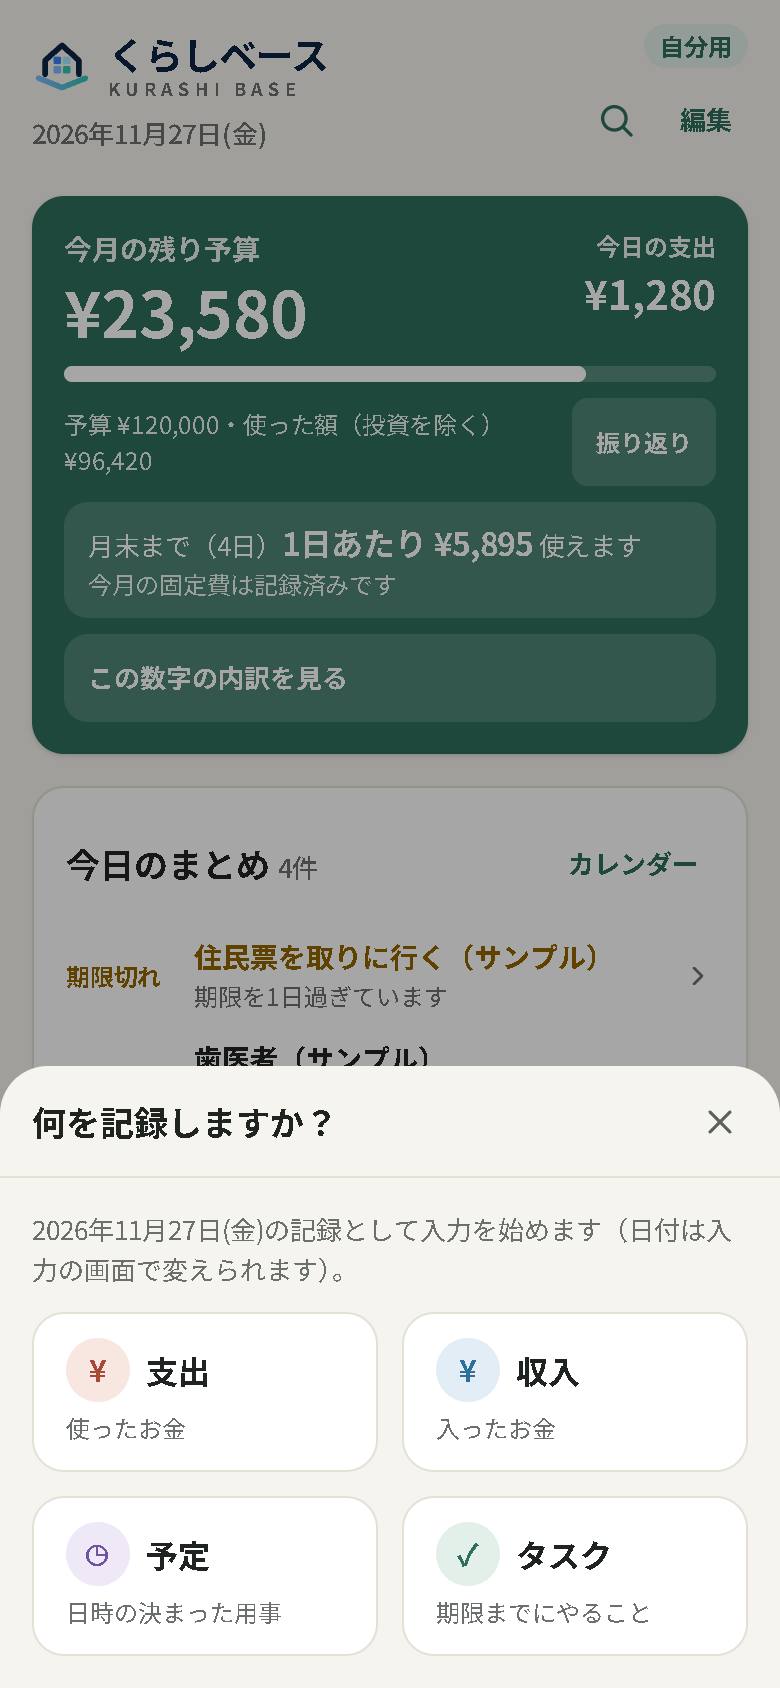 くらしベース
KURASHI BASE
自分用
2026年11月27日(金)
編集
今月の残り予算
今日の支出
¥23,580
¥1,280
予算 ¥120,000・使った額（投資を除く）
¥96,420
振り返り
月末まで（4日）1日あたり ¥5,895 使えます
今月の固定費は記録済みです
この数字の内訳を見る
今日のまとめ 4件
カレンダー
期限切れ
住民票を取りに行く（サンプル）
期限を1日過ぎています
歯医者（サンプル）
何を記録しますか？
2026年11月27日(金)の記録として入力を始めます（日付は入
力の画面で変えられます）。
¥ 支出
使ったお金
¥ 収入
入ったお金
予定
日時の決まった用事
✓ タスク
期限までにやること